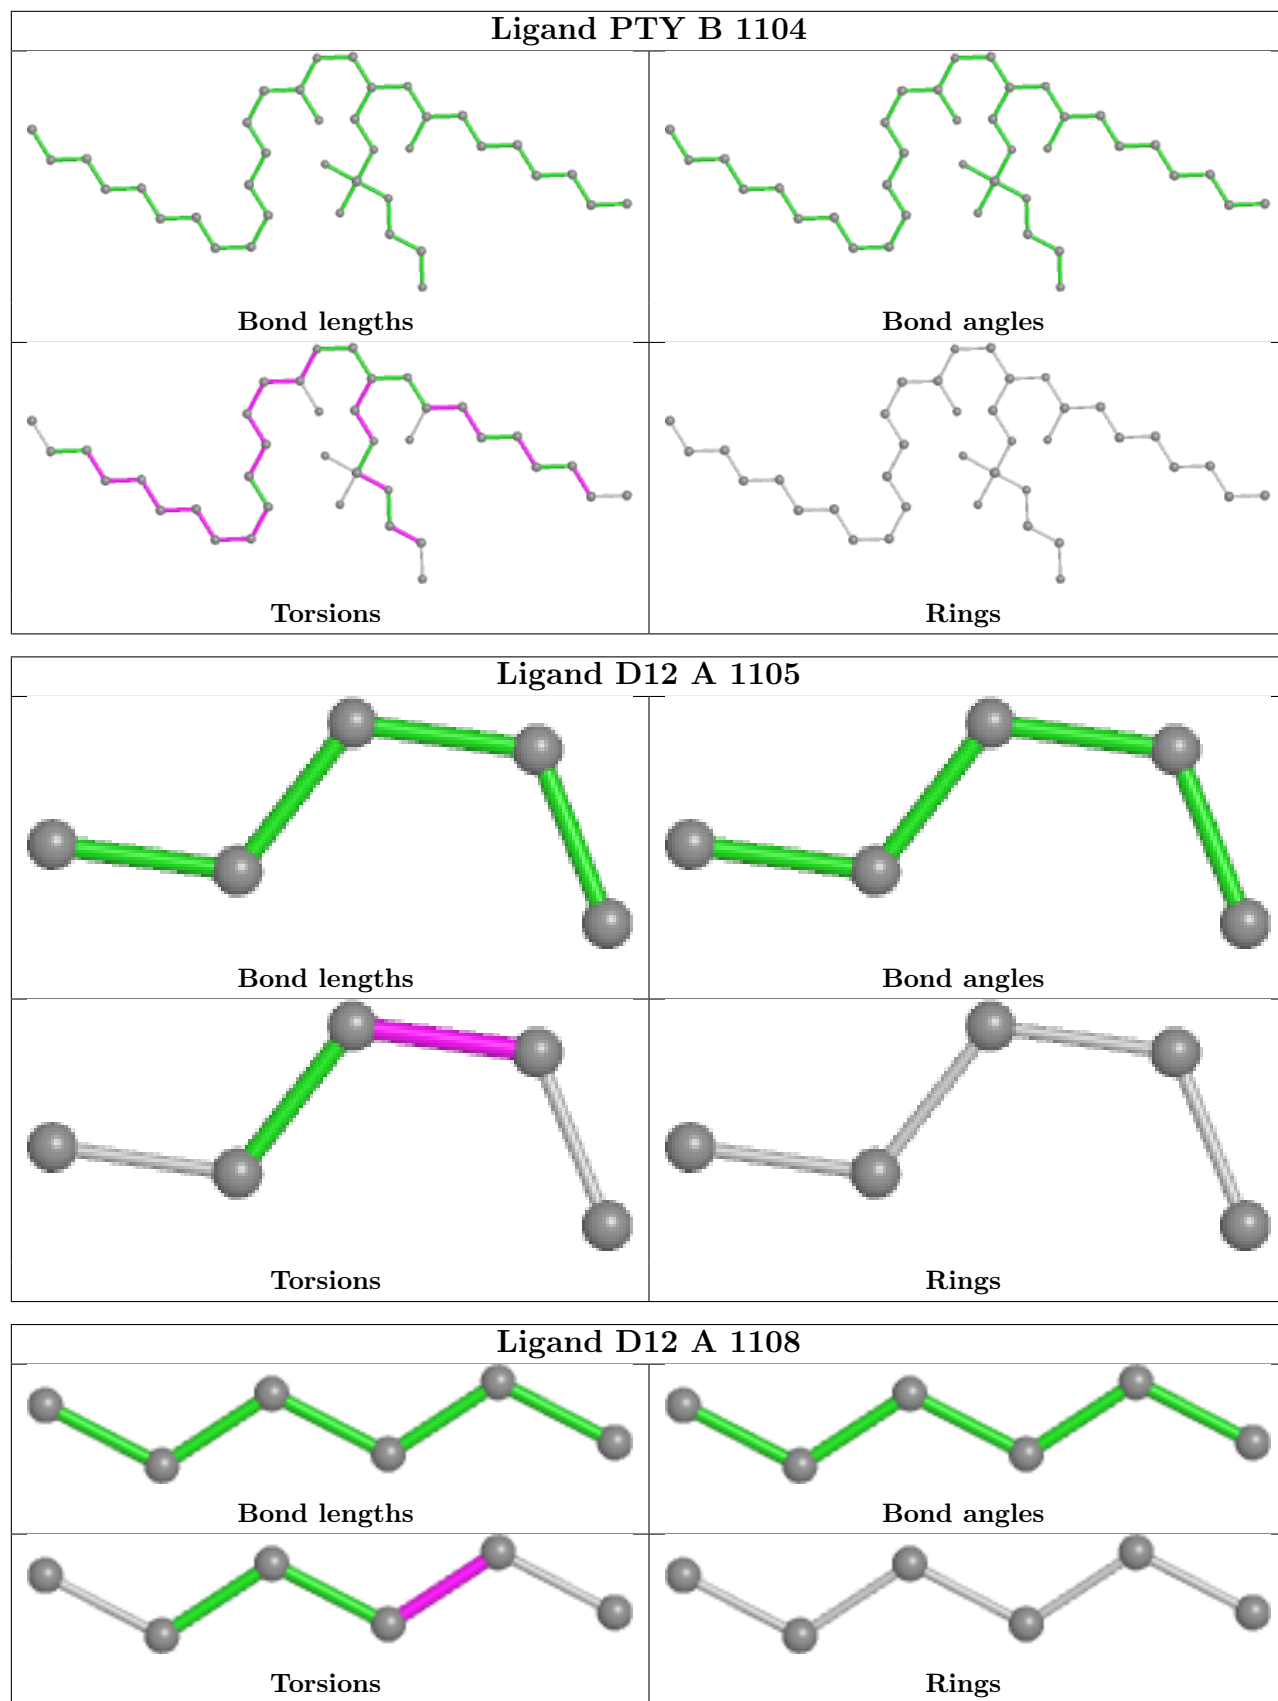 Ligand PTY B 1104
Bond lengths
Bond angles
Torsions
Rings
Ligand D12 A 1105
Bond lengths
Bond angles
Torsions
Rings
Ligand D12 A 1108
Bond lengths
Bond angles
Torsions
Rings